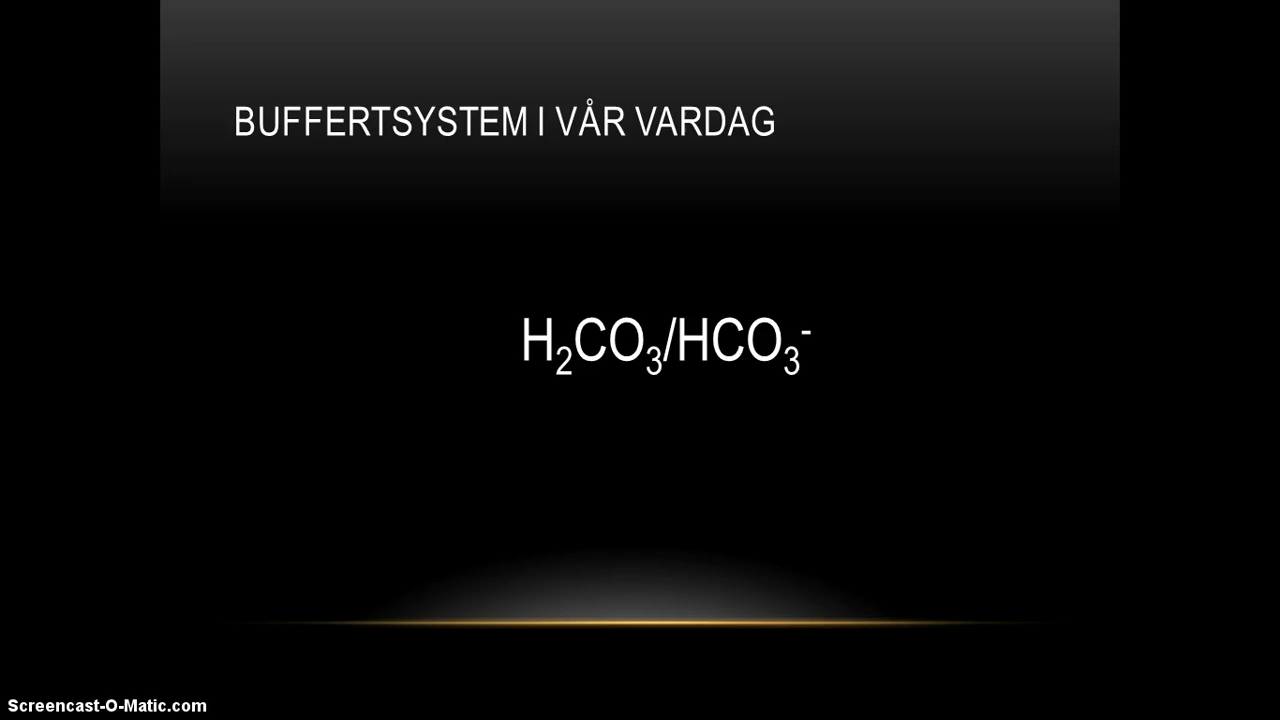 BUFFERTSYSTEM I VÅR VARDAG
H₂CO₃/HCO₃⁻
Screencast-O-Matic.com